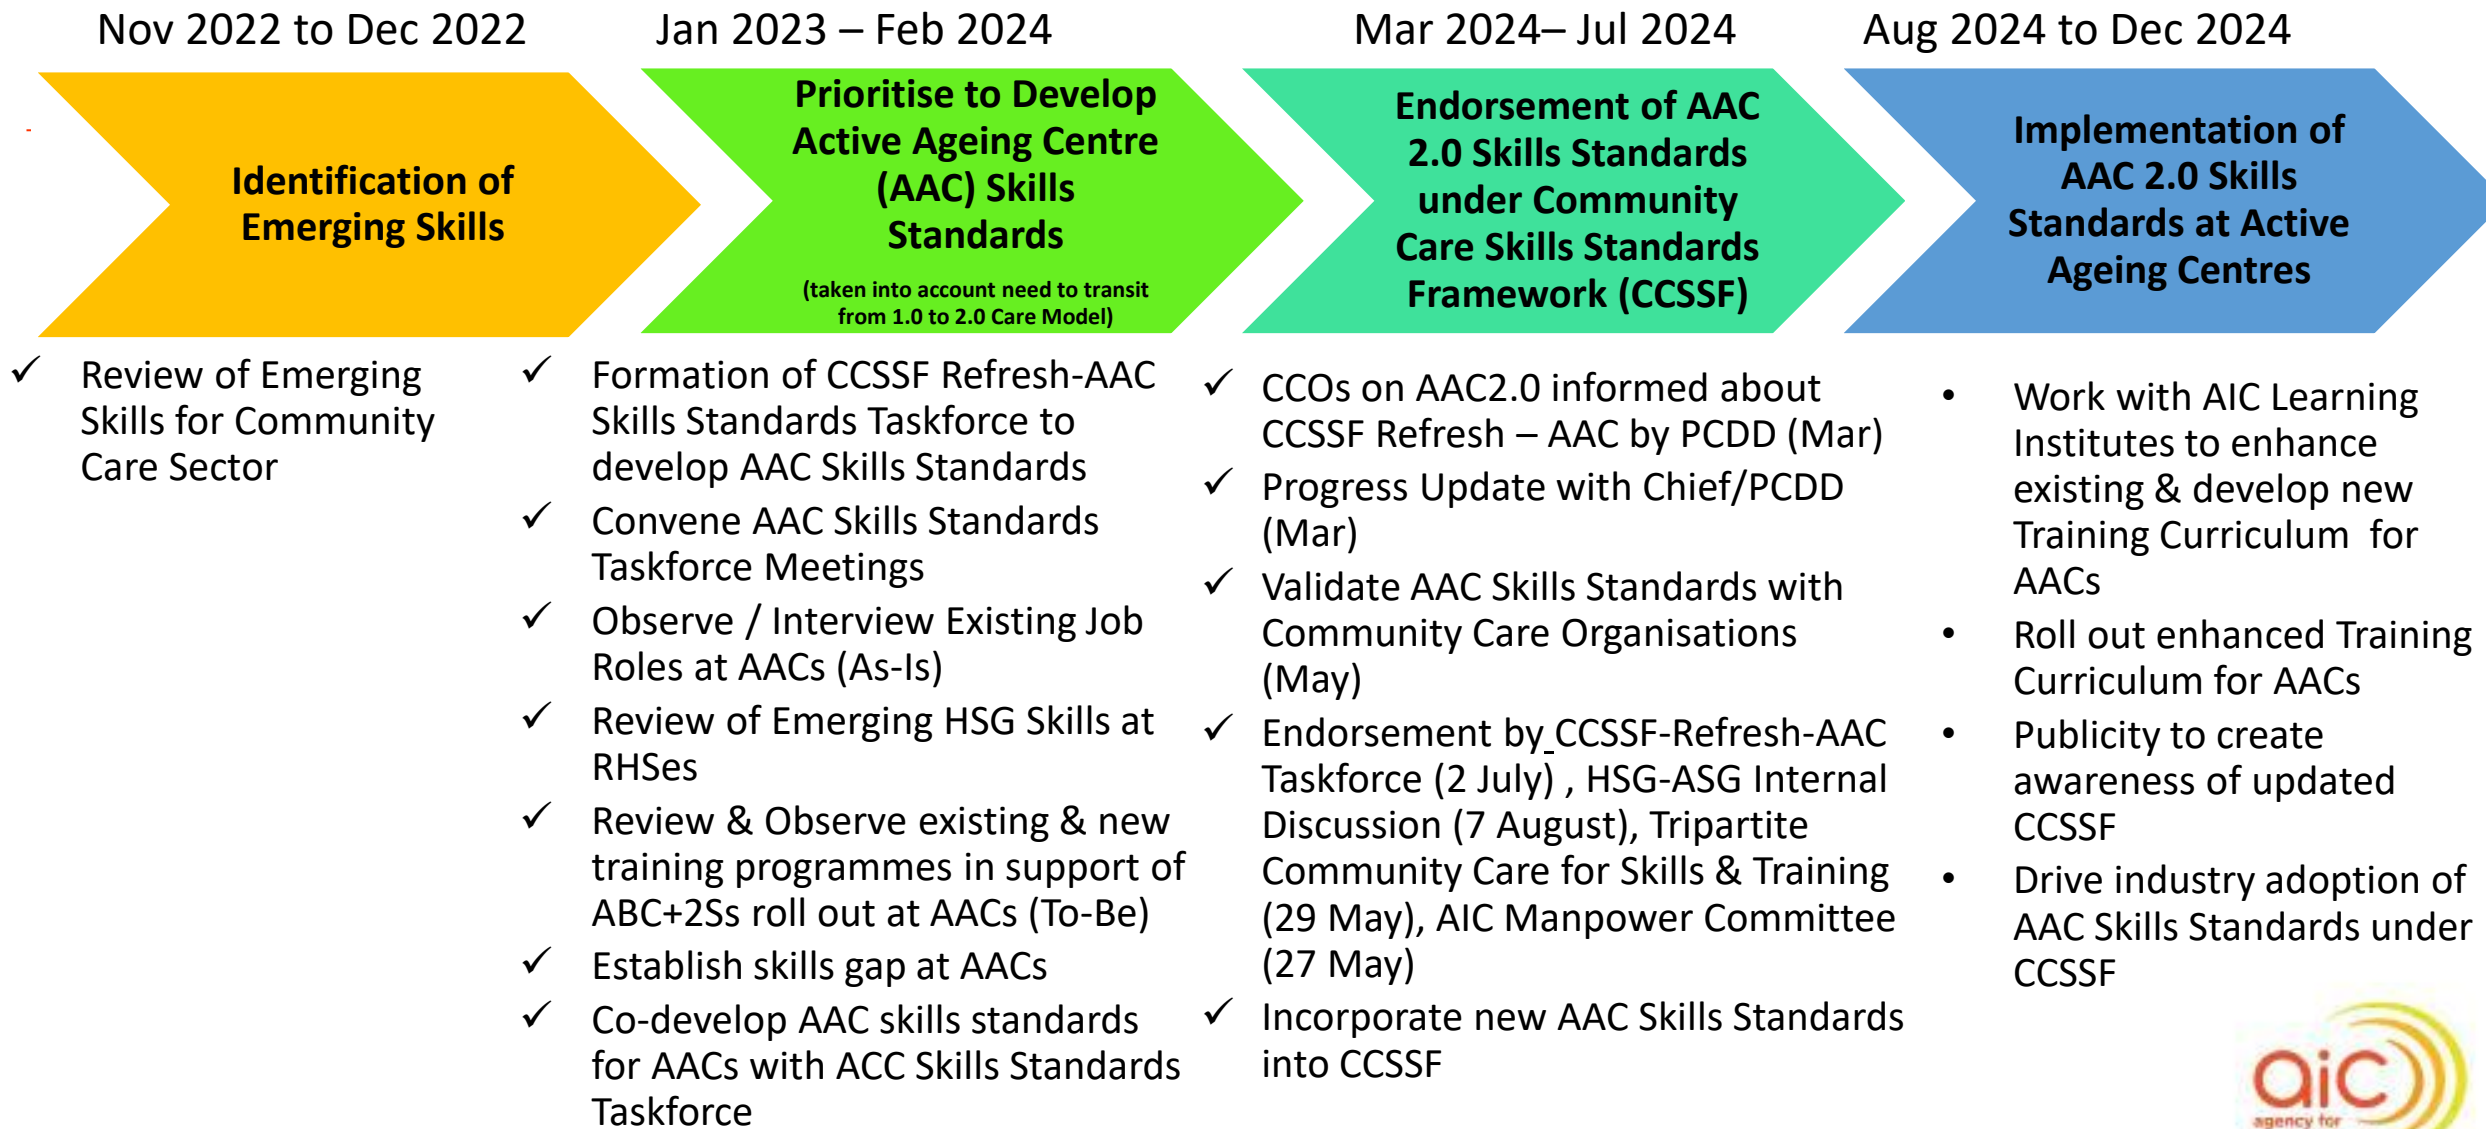 Nov 2022 to Dec 2022
Jan 2023 – Feb 2024
Mar 2024– Jul 2024
Aug 2024 to Dec 2024
Identification of
Emerging Skills
Prioritise to Develop
Active Ageing Centre
(AAC) Skills
Standards
(taken into account need to transit
from 1.0 to 2.0 Care Model)
Endorsement of AAC
2.0 Skills Standards
under Community
Care Skills Standards
Framework (CCSSF)
Implementation of
AAC 2.0 Skills
Standards at Active
Ageing Centres
✓ Review of Emerging
Skills for Community
Care Sector
✓ Formation of CCSSF Refresh-AAC
Skills Standards Taskforce to
develop AAC Skills Standards
✓ Convene AAC Skills Standards
Taskforce Meetings
✓ Observe / Interview Existing Job
Roles at AACs (As-Is)
✓ Review of Emerging HSG Skills at
RHSes
✓ Review & Observe existing & new
training programmes in support of
ABC+2Ss roll out at AACs (To-Be)
✓ Establish skills gap at AACs
✓ Co-develop AAC skills standards
for AACs with ACC Skills Standards
Taskforce
✓ CCOs on AAC2.0 informed about
CCSSF Refresh – AAC by PCDD (Mar)
✓ Progress Update with Chief/PCDD
(Mar)
✓ Validate AAC Skills Standards with
Community Care Organisations
(May)
✓ Endorsement by CCSSF-Refresh-AAC
Taskforce (2 July) , HSG-ASG Internal
Discussion (7 August), Tripartite
Community Care for Skills & Training
(29 May), AIC Manpower Committee
(27 May)
✓ Incorporate new AAC Skills Standards
into CCSSF
• Work with AIC Learning
Institutes to enhance
existing & develop new
Training Curriculum for
AACs
• Roll out enhanced Training
Curriculum for AACs
• Publicity to create
awareness of updated
CCSSF
• Drive industry adoption of
AAC Skills Standards under
CCSSF
aic
agency for